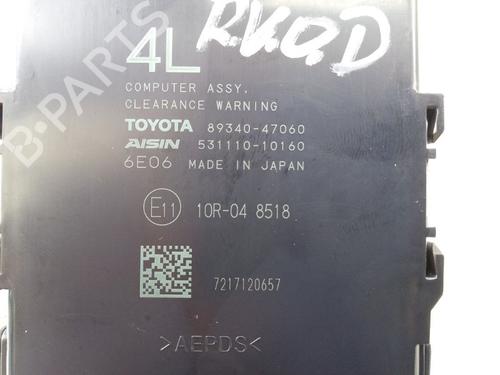 4L
COMPUTER ASSY.
CLEARANCE WARNING
TOYOTA 89340-47060
AISIN 531110-10160
6E06 MADE IN JAPAN
E11 10R-04 8518
7217120657
>AEPDS<
B-PARTS